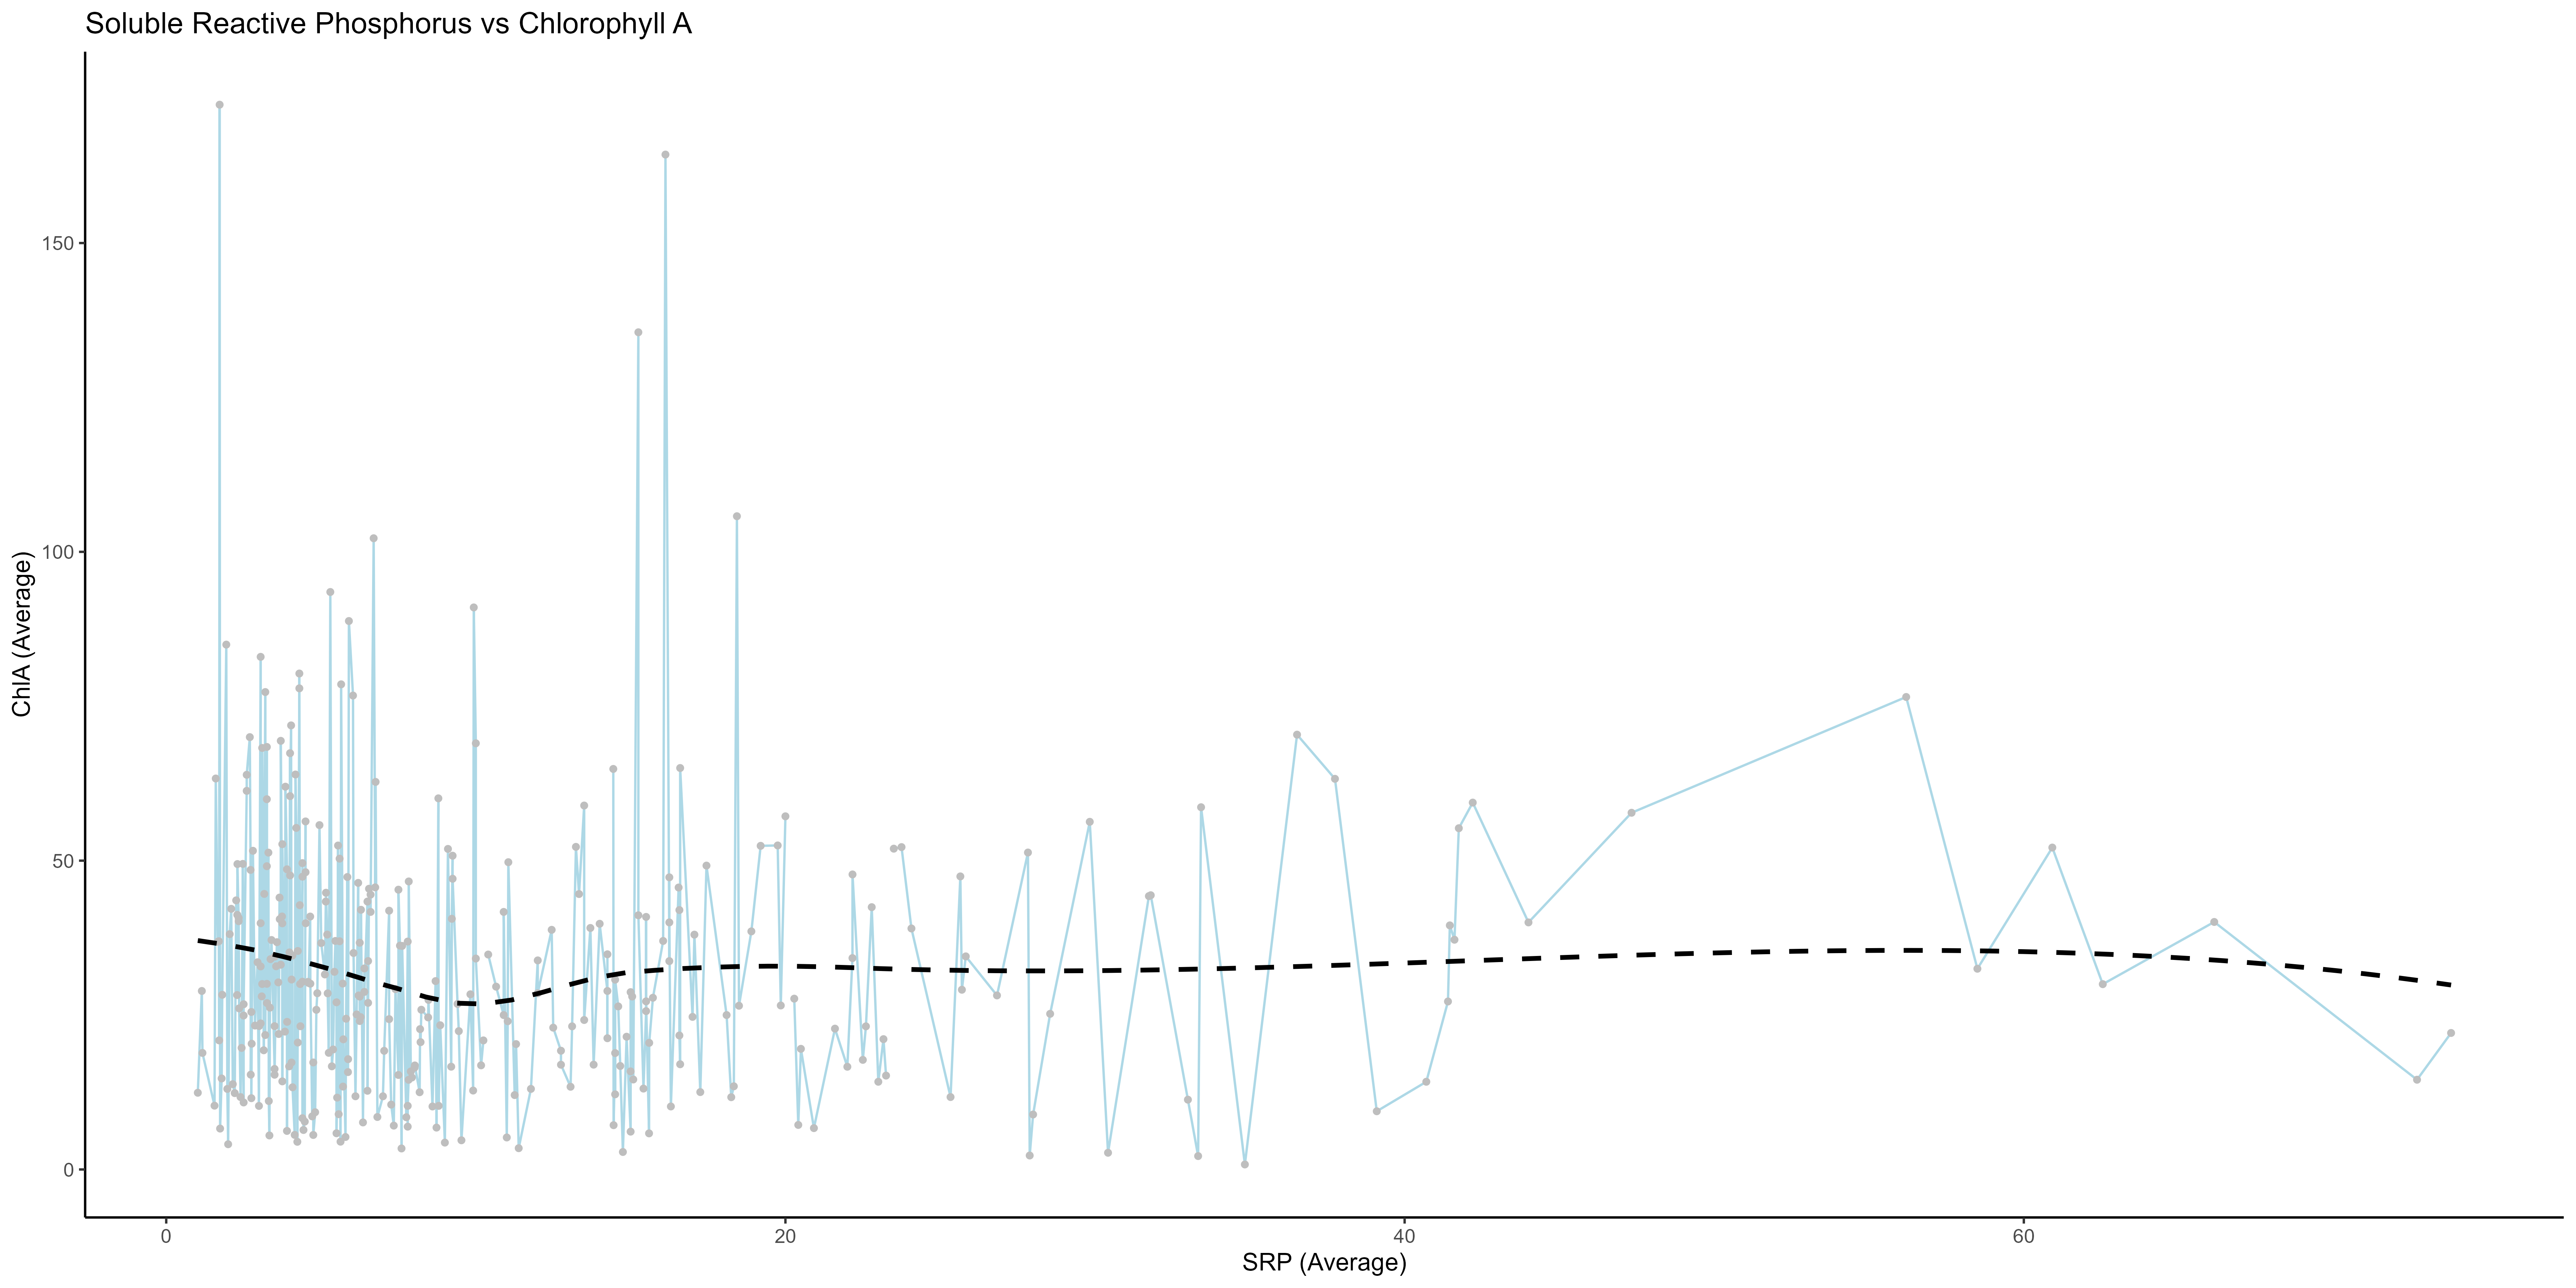 Soluble Reactive Phosphorus vs Chlorophyll A
150
100
50
0
ChlA (Average)
0 20 40 60
SRP (Average)